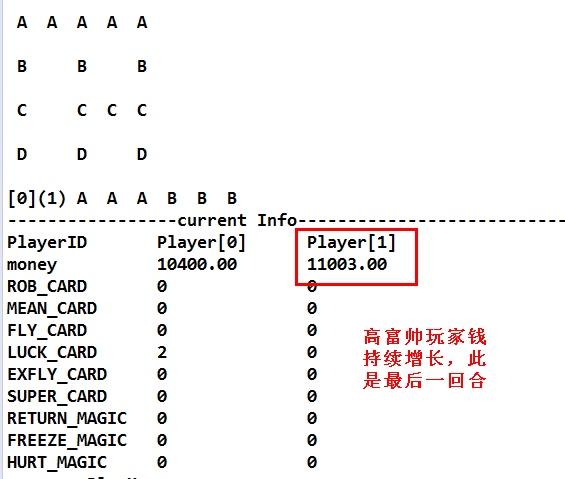 A A A A A
B B B
C C C C
D D D
[0](1) A A A B B B
-----------------current Info---------------------------
PlayerID Player[0] Player[1]
money 10400.00 11003.00
ROB_CARD 0 0
MEAN_CARD 0 0
FLY_CARD 0 0
LUCK_CARD 2 0
EXFLY_CARD 0 0
SUPER_CARD 0 0
RETURN_MAGIC 0 0
FREEZE_MAGIC 0 0
HURT_MAGIC 0 0
高富帅玩家钱
持续增长，此
是最后一回合